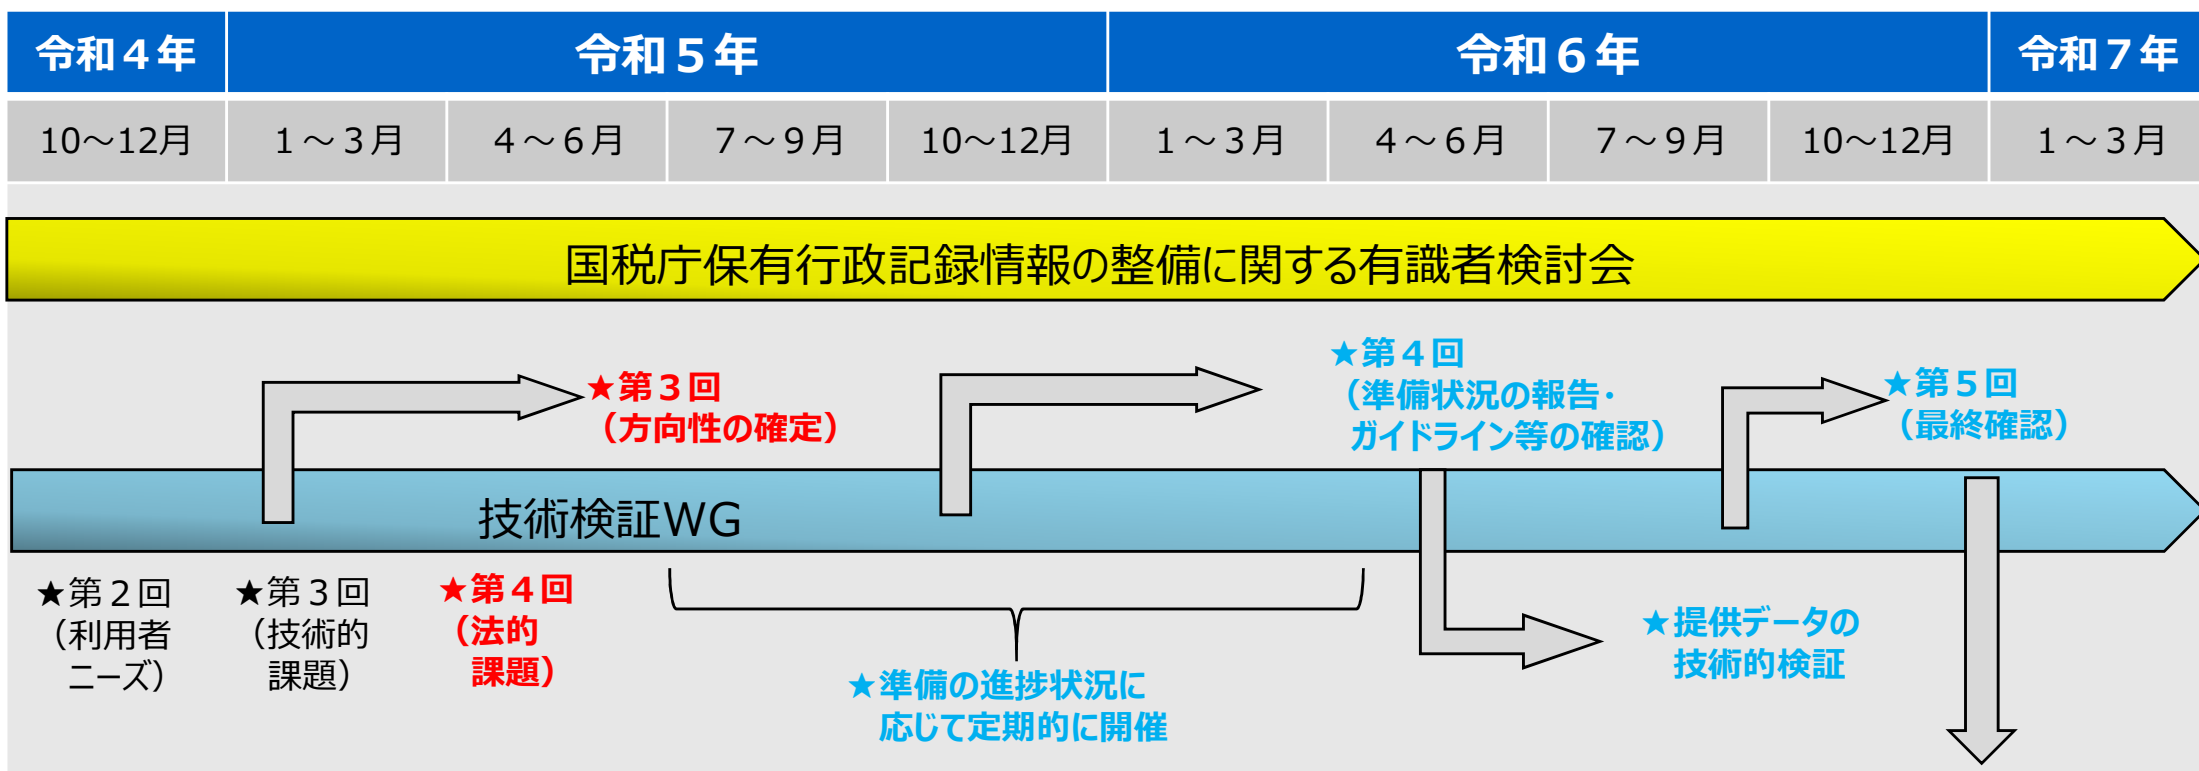 令和４年 令和５年 令和６年 令和７年
10～12月 １～３月 ４～６月 ７～９月 10～12月 １～３月 ４～６月 ７～９月 10～12月 １～３月
国税庁保有行政記録情報の整備に関する有識者検討会
★第３回
（方向性の確定）
★第４回
（準備状況の報告・
ガイドライン等の確認）
★第５回
（最終確認）
技術検証WG
★第２回
（利用者
ニーズ）
★第３回
（技術的
課題）
★第４回
（法的
課題）
★準備の進捗状況に
応じて定期的に開催
★提供データの
技術的検証